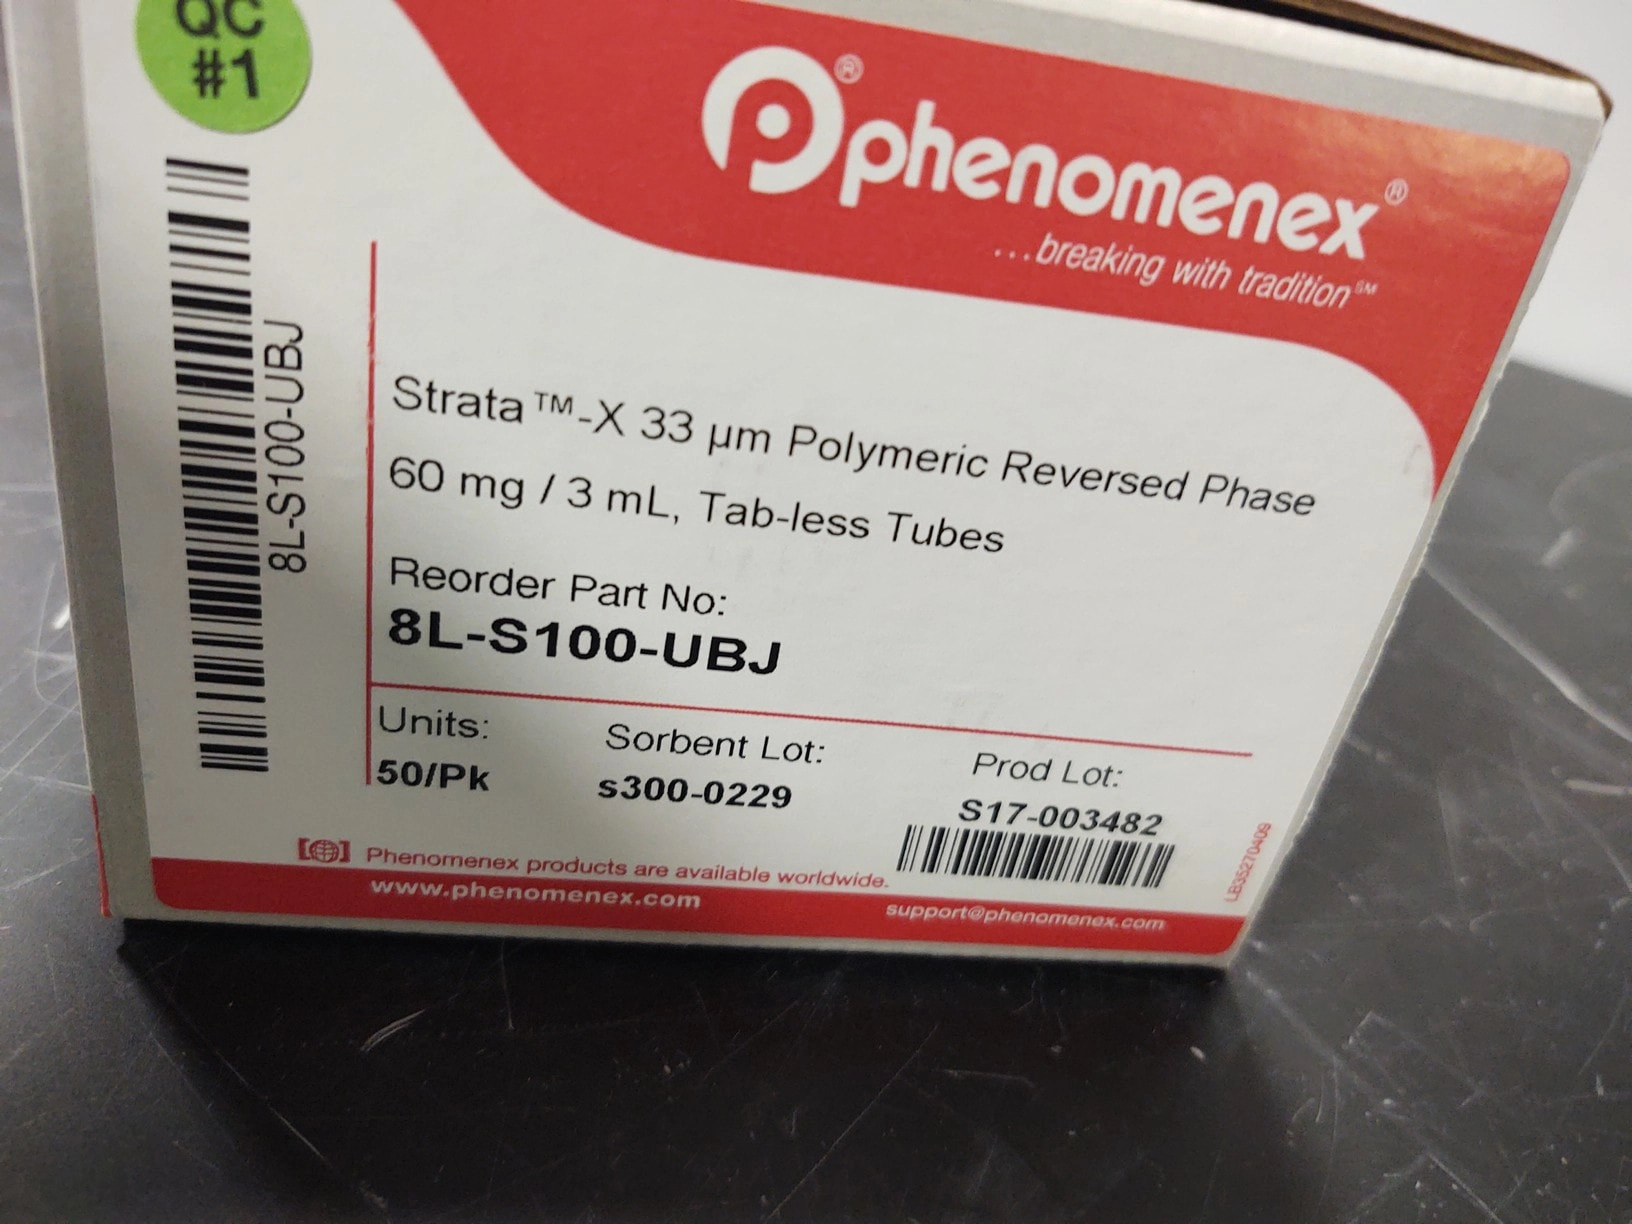 QC
#1
8L-S100-UBJ
phenomenex®
...breaking with tradition℠
Strata™-X 33 µm Polymeric Reversed Phase
60 mg / 3 mL, Tab-less Tubes
Reorder Part No:
8L-S100-UBJ
Units:
50/Pk
Sorbent Lot:
s300-0229
Prod Lot:
S17-003482
LB35270409
Phenomenex products are available worldwide.
www.phenomenex.com
support@phenomenex.com